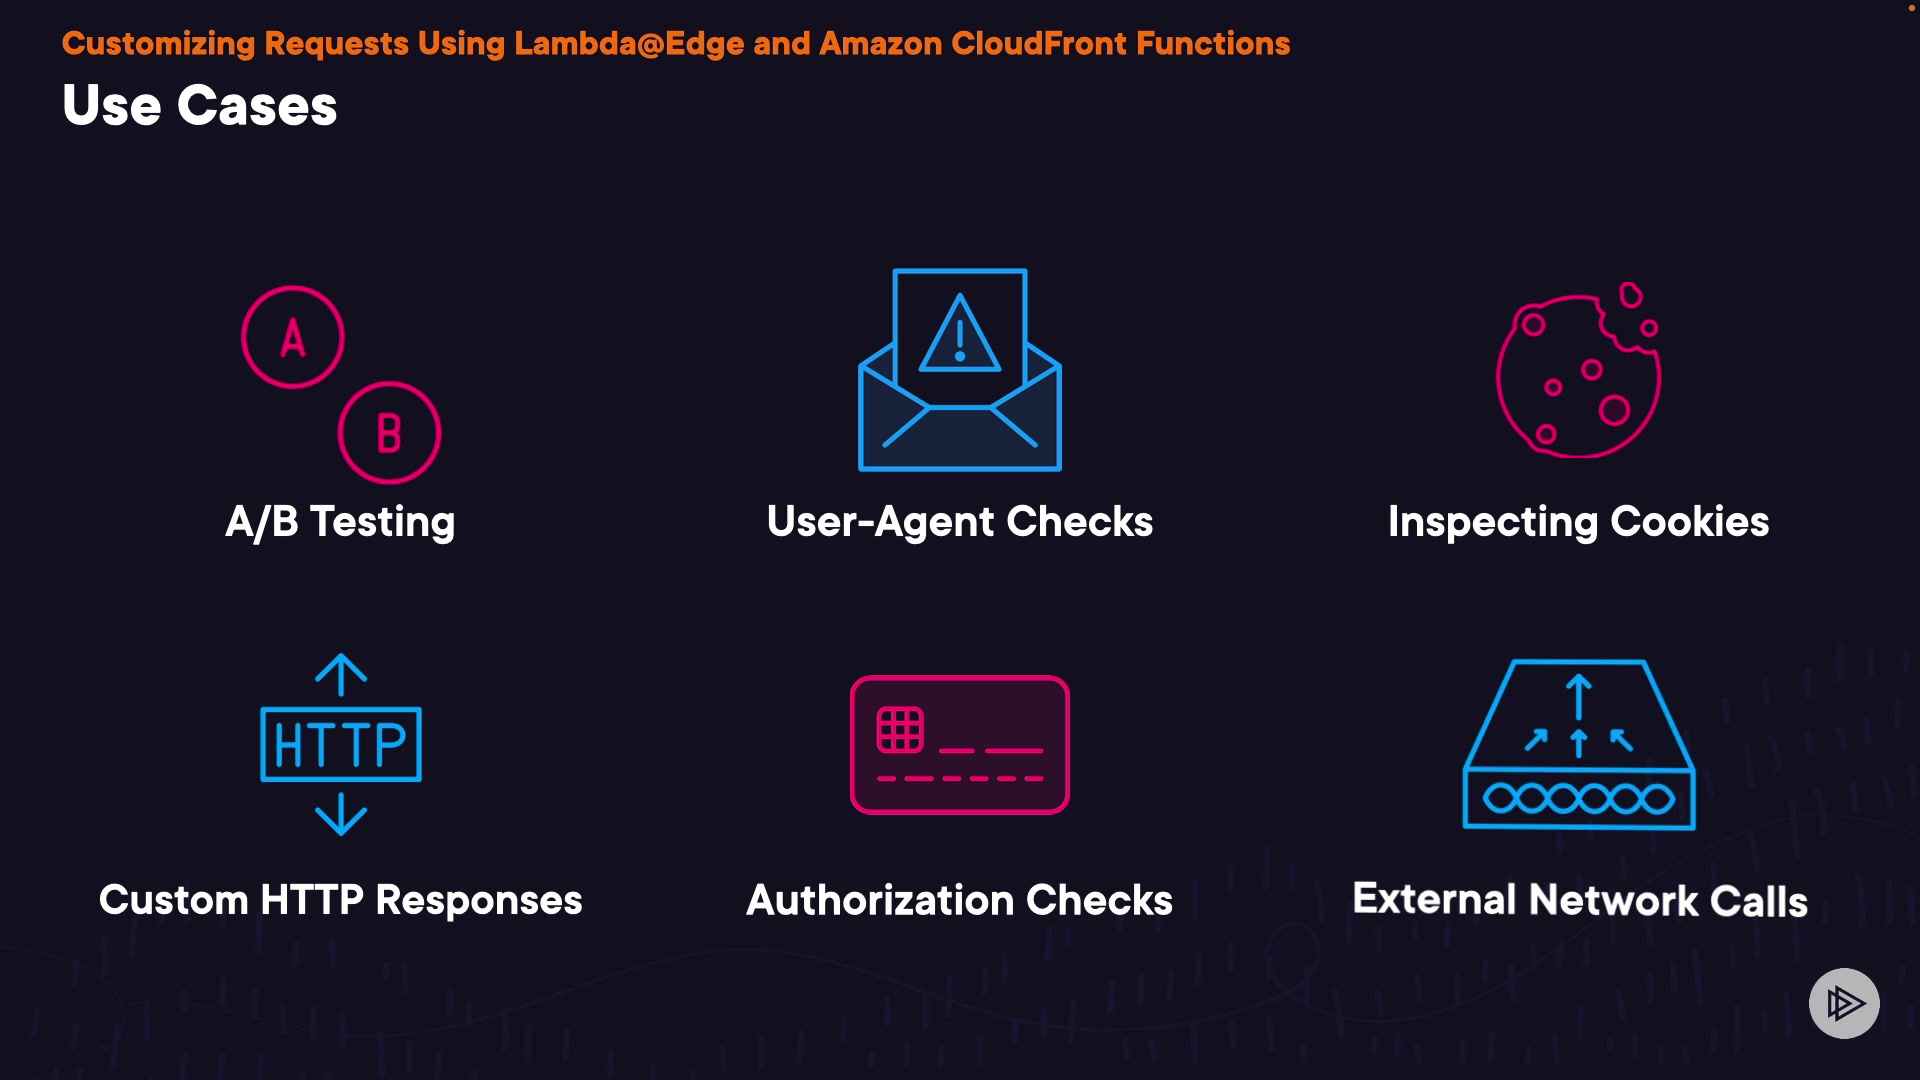 Customizing Requests Using Lambda@Edge and Amazon CloudFront Functions
Use Cases
A
B
A/B Testing
!
User-Agent Checks
Inspecting Cookies
HTTP
Custom HTTP Responses
Authorization Checks
External Network Calls